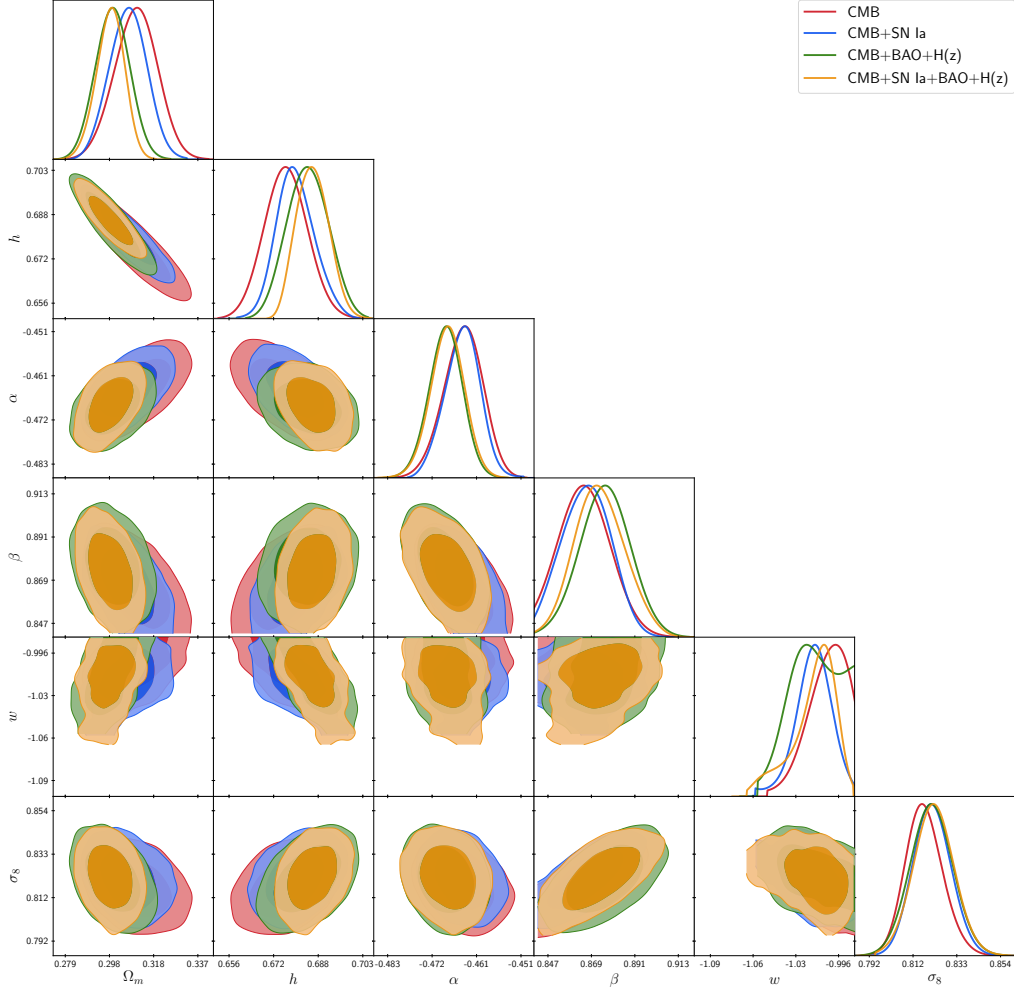 CMB
CMB+SN Ia
CMB+BAO+H(z)
CMB+SN Ia+BAO+H(z)
0.703
0.688
0.672
0.656
h
-0.451
-0.461
-0.472
-0.483
α
0.913
0.891
0.869
0.847
β
-0.996
-1.03
-1.06
-1.09
w
0.854
0.833
0.812
0.792
σ₈
0.279 0.298 0.318 0.337 0.656 0.672 0.688 0.703 -0.483 -0.472 -0.461 -0.451 0.847 0.869 0.891 0.913 -1.09 -1.06 -1.03 -0.996 0.792 0.812 0.833 0.854
Ωₘ h α β w σ₈